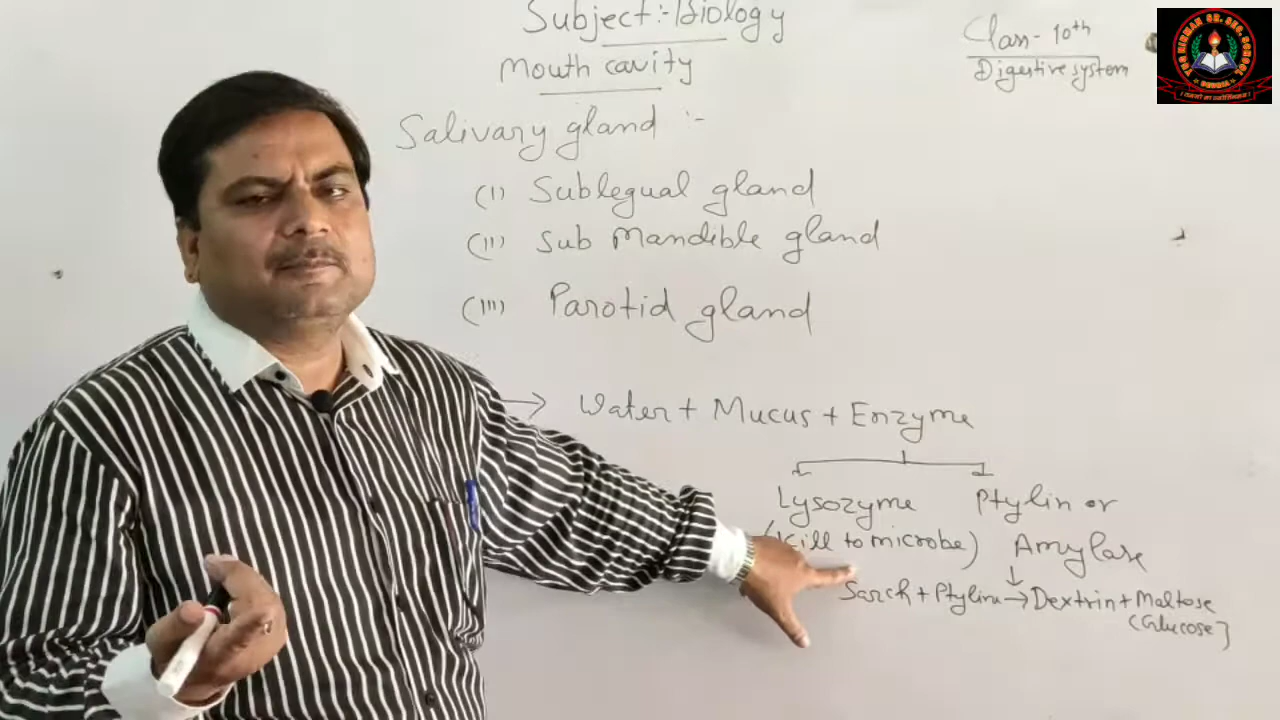 Subject:- Biology
Class - 10th
Mouth cavity
Digestive system
Salivary gland :-
(I) Sublegual gland
(II) Sub Mandible gland
(III) Parotid gland
→ Water + Mucus + Enzyme
Lysozyme
Ptylin or
(Kill to microbe)
Amylase
Sarch + Ptylin → Dextrin + Maltose
(Glucose]